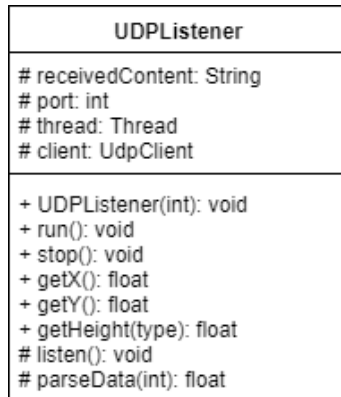 UDPListener
# receivedContent: String
# port: int
# thread: Thread
# client: UdpClient
+ UDPListener(int): void
+ run(): void
+ stop(): void
+ getX(): float
+ getY(): float
+ getHeight(type): float
# listen(): void
# parseData(int): float